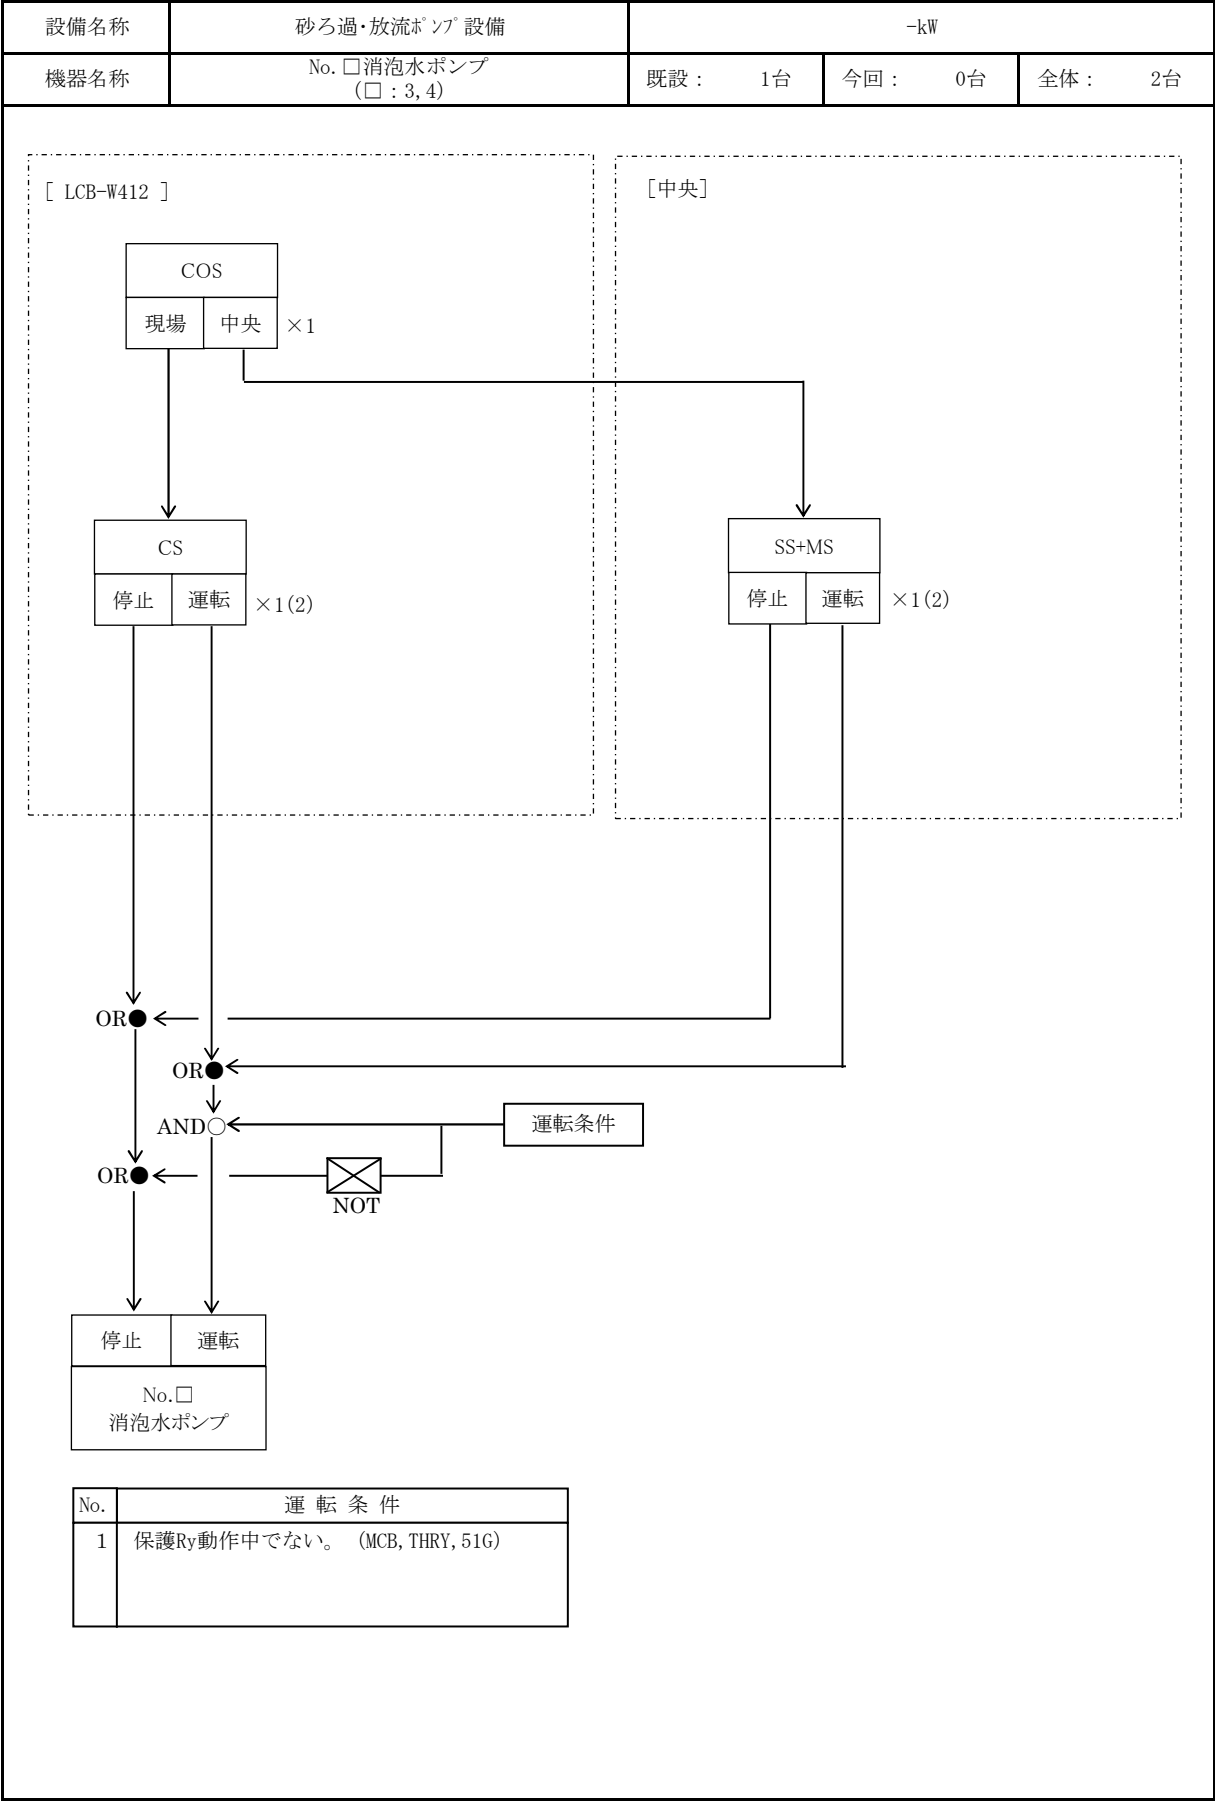 設備名称
砂ろ過・放流ﾎﾟﾝﾌﾟ設備
-kW
機器名称
No.□消泡水ポンプ
(□：3,4)
既設： 1台
今回： 0台
全体： 2台
[ LCB-W412 ]
[中央]
COS
現場 中央 ×1
CS
停止 運転 ×1(2)
SS+MS
停止 運転 ×1(2)
OR
OR
AND
運転条件
OR
NOT
停止 運転
No.□
消泡水ポンプ
No. 運 転 条 件
1 保護Ry動作中でない。 (MCB,THRY,51G)